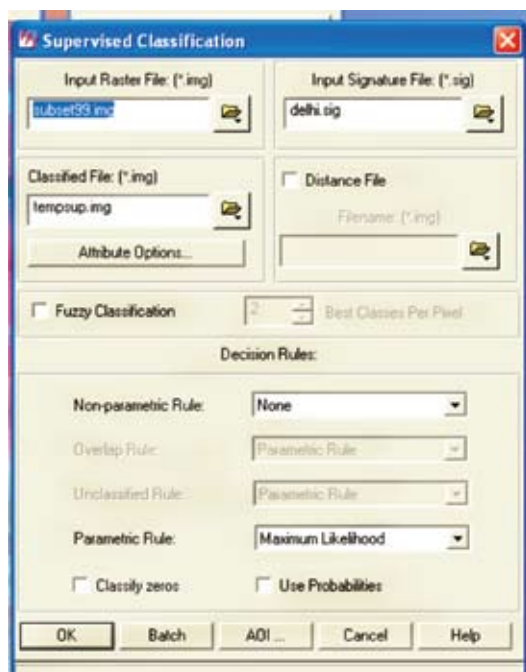 Supervised Classification
Input Raster File: (*.img)
Input Signature File: (*.sig)
subset99.img
delhi.sig
Classified File: (*.img)
Distance File
tempsup.img
Filename: (*.img)
Attribute Options...
Fuzzy Classification
2
Best Classes Per Pixel
Decision Rules:
Non-parametric Rule:
None
Overlap Rule:
Parametric Rule
Unclassified Rule:
Parametric Rule
Parametric Rule:
Maximum Likelihood
Classify zeros
Use Probabilities
OK
Batch
AOI ...
Cancel
Help